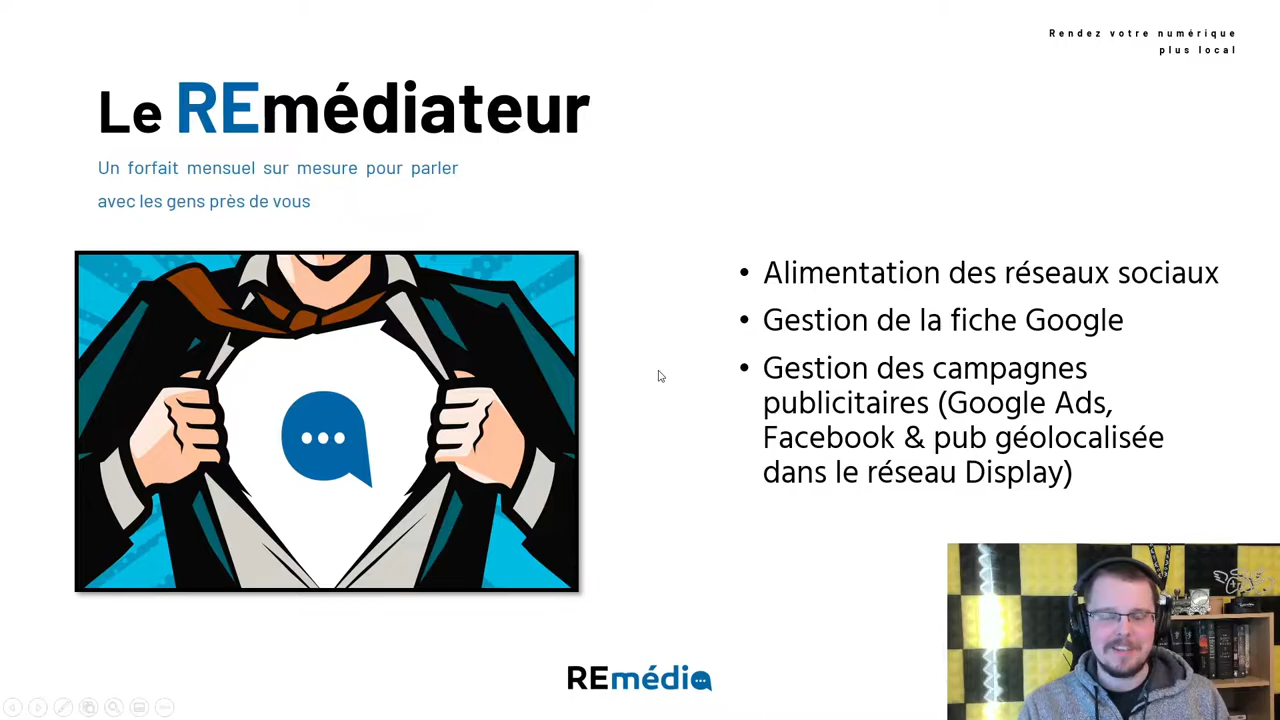 Rendez votre numérique
plus local
Le REmédiateur
Un forfait mensuel sur mesure pour parler
avec les gens près de vous
• Alimentation des réseaux sociaux
• Gestion de la fiche Google
• Gestion des campagnes
publicitaires (Google Ads,
Facebook & pub géolocalisée
dans le réseau Display)
REmédia